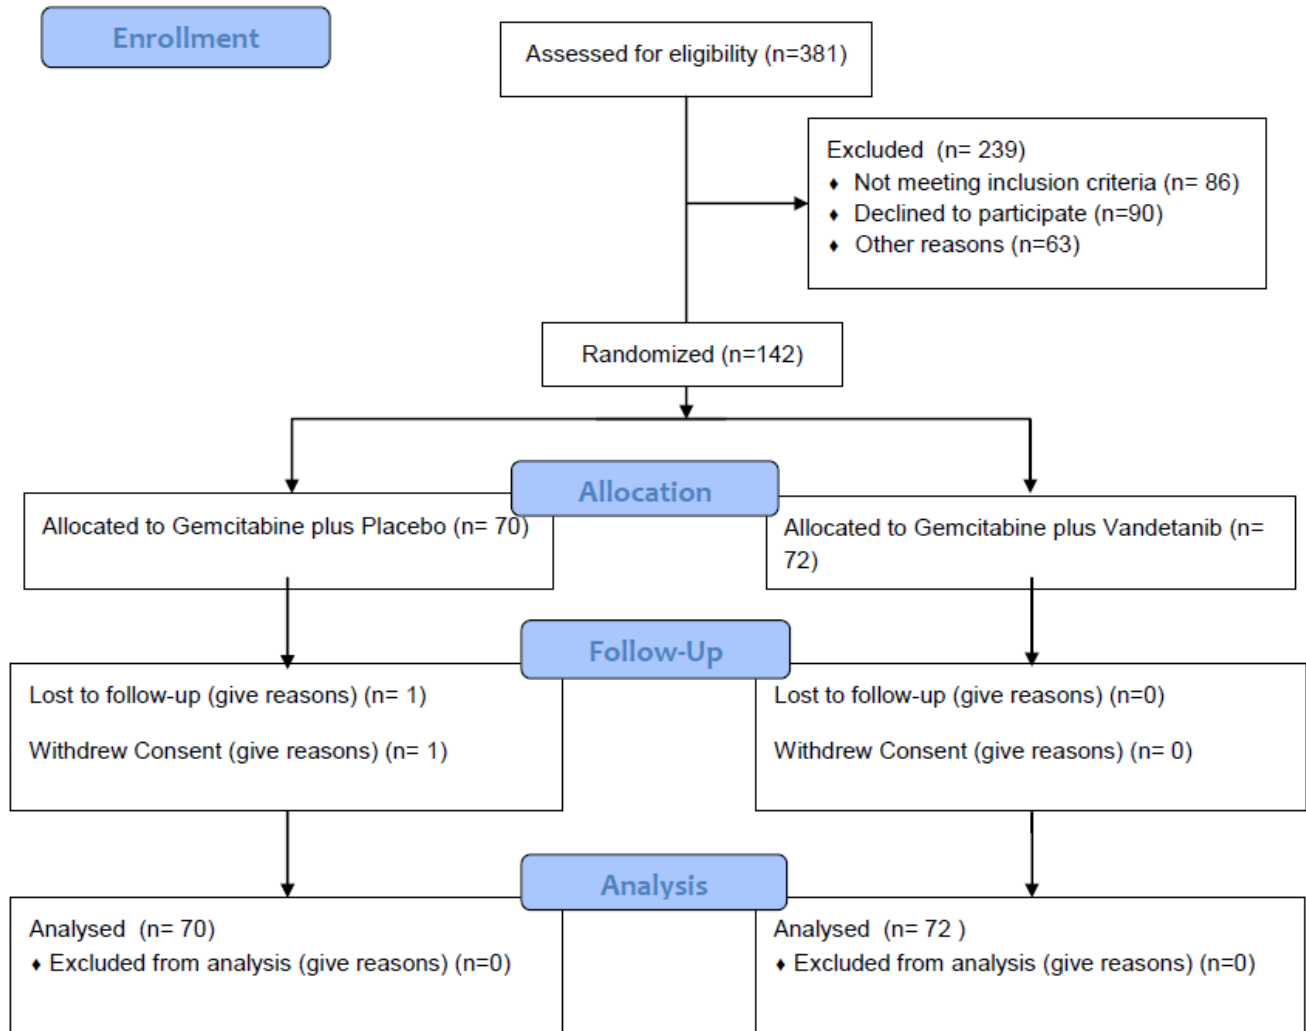 Enrollment
Assessed for eligibility (n=381)
Excluded (n= 239)
♦ Not meeting inclusion criteria (n= 86)
♦ Declined to participate (n=90)
♦ Other reasons (n=63)
Randomized (n=142)
Allocation
Allocated to Gemcitabine plus Placebo (n= 70)
Allocated to Gemcitabine plus Vandetanib (n=
72)
Follow-Up
Lost to follow-up (give reasons) (n= 1)
Withdrew Consent (give reasons) (n= 1)
Lost to follow-up (give reasons) (n=0)
Withdrew Consent (give reasons) (n= 0)
Analysis
Analysed (n= 70)
♦ Excluded from analysis (give reasons) (n=0)
Analysed (n= 72 )
♦ Excluded from analysis (give reasons) (n=0)